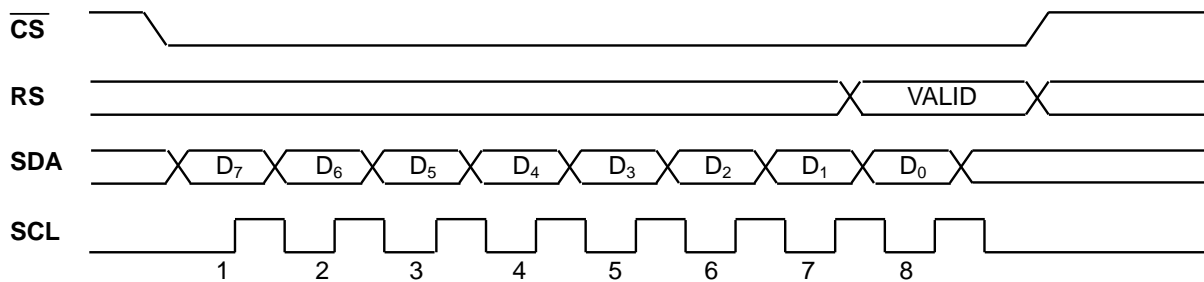 CS
RS VALID
SDA D7 D6 D5 D4 D3 D2 D1 D0
SCL
1 2 3 4 5 6 7 8